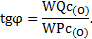 tgφ = WQc₍O₎ / WPc₍O₎.